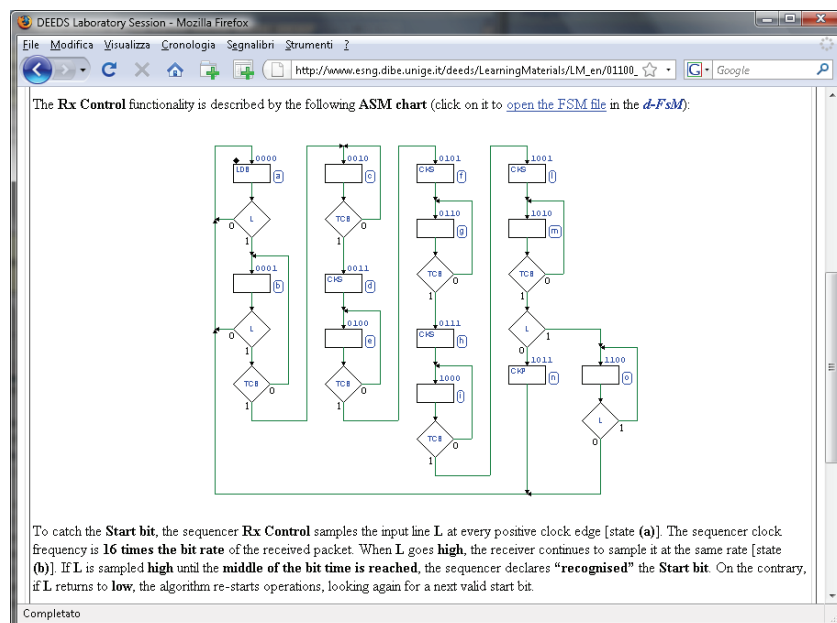 DEEDS Laboratory Session - Mozilla Firefox
File Modifica Visualizza Cronologia Segnalibri Strumenti ?
http://www.esng.dibe.unige.it/deeds/LearningMaterials/LM_en/01100_ G Google
The Rx Control functionality is described by the following ASM chart (click on it to open the FSM file in the d-FsM):
0000 0010 0101 1001
LDB a c CKS f CKS l
0110 1010
L g m
0 1 TCB 0 1
0001 0011 TCB 0 TCB 0
b CKS d 1 1
0100 0111
L e CKS h L
0 1 1000 0 1
1011 1100
TCB 0 TCB 0 i CKP n o
1 1
TCB 0 L 1
1 0
To catch the Start bit, the sequencer Rx Control samples the input line L at every positive clock edge [state (a)]. The sequencer clock
frequency is 16 times the bit rate of the received packet. When L goes high, the receiver continues to sample it at the same rate [state
(b)]. If L is sampled high until the middle of the bit time is reached, the sequencer declares “recognised” the Start bit. On the contrary,
if L returns to low, the algorithm re-starts operations, looking again for a next valid start bit.
Completato